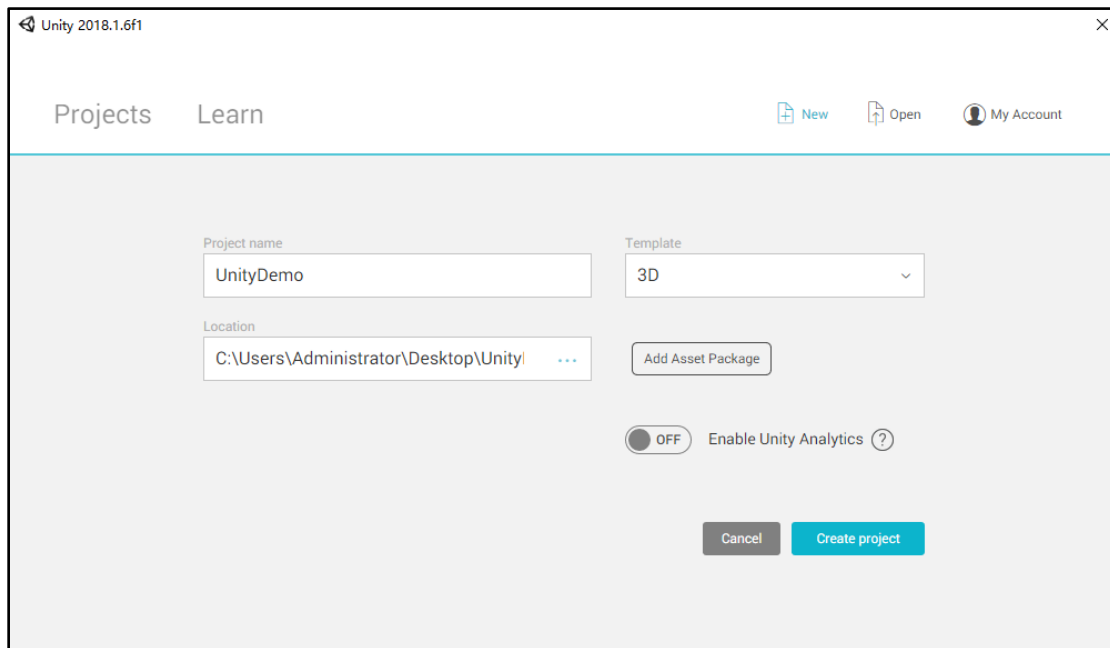 Unity 2018.1.6f1
Projects Learn New Open My Account
Project name Template
UnityDemo 3D
Location
C:\Users\Administrator\Desktop\Unity ... Add Asset Package
OFF Enable Unity Analytics ?
Cancel Create project